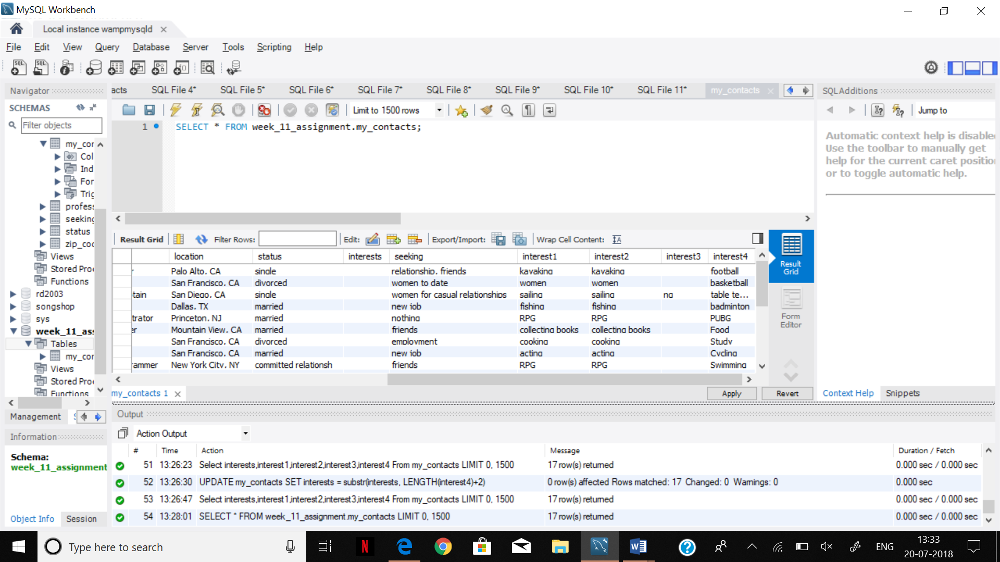 MySQL Workbench
Local instance wampmysqld
File Edit View Query Database Server Tools Scripting Help
Navigator
SCHEMAS
Filter objects
my_cor
Col
Ind
For
Trig
profes
seeking
status
zip_coc
Views
Stored Pro
Functions
rd2003
songshop
sys
week_11_as
Tables
my_cor
Views
Stored Pro
Functions
Management
Information
Schema:
week_11_assignment
Object Info Session
acts SQL File 4* SQL File 5* SQL File 6* SQL File 7* SQL File 8* SQL File 9* SQL File 10* SQL File 11* my_contacts
Limit to 1500 rows
1 SELECT * FROM week_11_assignment.my_contacts;
Result Grid Filter Rows: Edit: Export/Import: Wrap Cell Content:
location status interests seeking interest1 interest2 interest3 interest4
r Palo Alto, CA single relationship, friends kayaking kayaking football
San Francisco, CA divorced women to date women women basketball
tain San Diego, CA single women for casual relationships sailing sailing ng table te...
Dallas, TX married new job fishing fishing badminton
trator Princeton, NJ married nothing RPG RPG PUBG
er Mountain View, CA married friends collecting books collecting books Food
San Francisco, CA divorced employment cooking cooking Study
San Francisco, CA married new job acting acting Cycling
rammer New York City, NY committed relationsh friends RPG RPG Swimming
Result Grid
Form Editor
my_contacts 1
Apply Revert
SQLAdditions
Jump to
Automatic context help is disable
Use the toolbar to manually get
help for the current caret positio
or to toggle automatic help.
Context Help Snippets
Output
Action Output
# Time Action Message Duration / Fetch
51 13:26:23 Select interests,interest1,interest2,interest3,interest4 From my_contacts LIMIT 0, 1500 17 row(s) returned 0.000 sec / 0.000 sec
52 13:26:30 UPDATE my_contacts SET interests = substr(interests, LENGTH(interest4)+2) 0 row(s) affected Rows matched: 17 Changed: 0 Warnings: 0 0.000 sec
53 13:26:47 Select interests,interest1,interest2,interest3,interest4 From my_contacts LIMIT 0, 1500 17 row(s) returned 0.000 sec / 0.000 sec
54 13:28:01 SELECT * FROM week_11_assignment.my_contacts LIMIT 0, 1500 17 row(s) returned 0.000 sec / 0.000 sec
Type here to search
ENG
13:33
20-07-2018